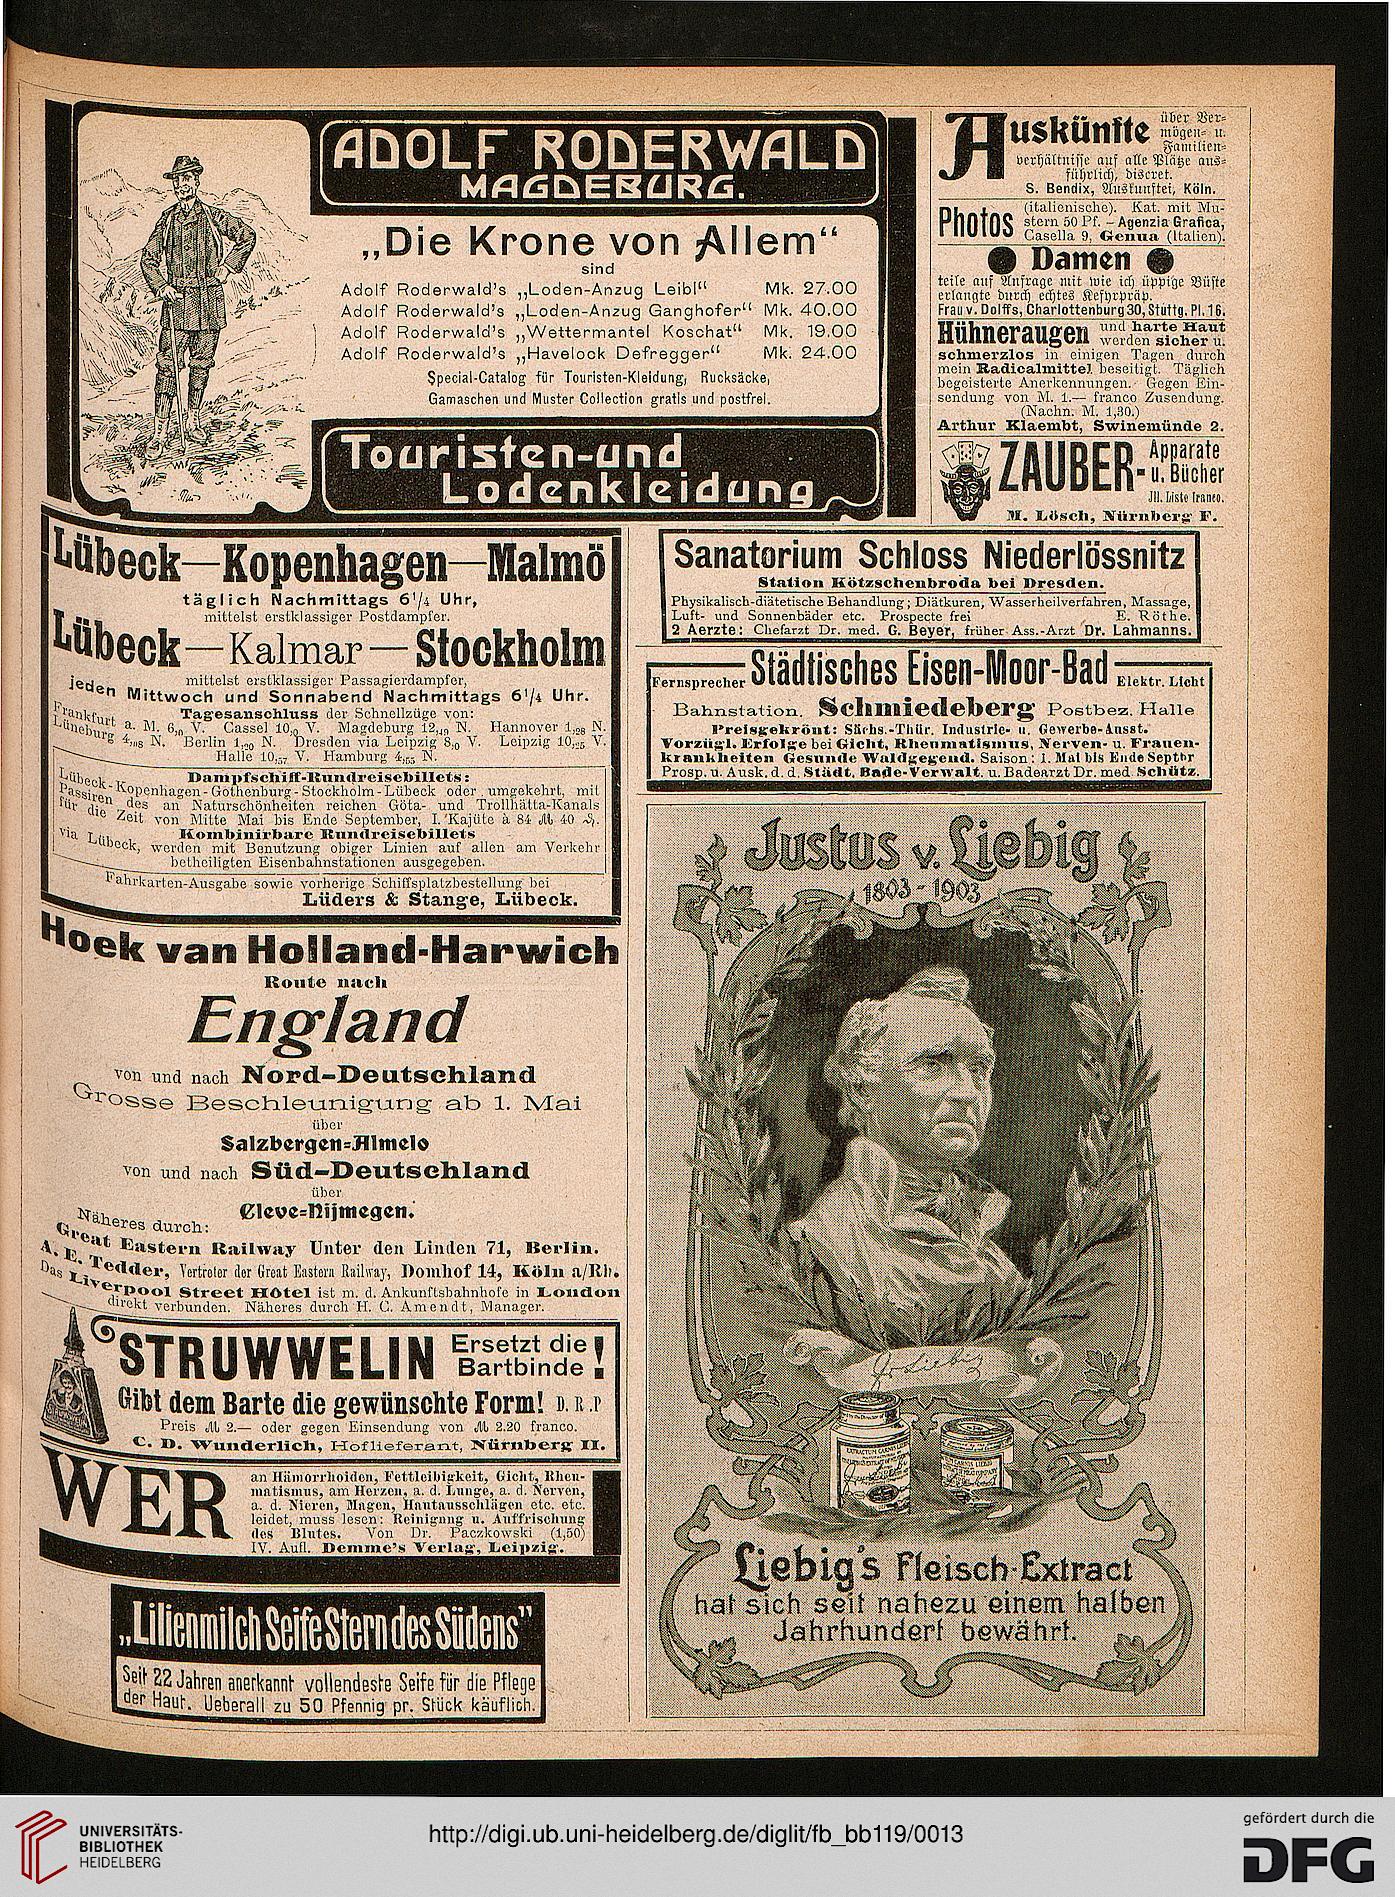 ADOLF RODERWALD
MAGDEBURG.
„Die Krone von Allem“
sind
Adolf Roderwald's „Loden-Anzug Leibl“ Mk. 27.00
Adolf Roderwald's „Loden-Anzug Ganghofer“ Mk. 40.00
Adolf Roderwald's „Wettermantel Koschat“ Mk. 19.00
Adolf Roderwald's „Havelock Defregger“ Mk. 24.00
Special-Catalog für Touristen-Kleidung, Rucksäcke,
Gamaschen und Muster Collection gratis und postfrei.
Touristen-und
Lodenkleidung
Auskünfte über Ver-
mögen- u.
Familien-
verhältnisse auf alle Plätze aus-
führlich, discret.
S. Bendix, Auskunftei, Köln.
Photos (italienische). Kat. mit Mu-
stern 50 Pf. – Agenzia Grafica,
Casella 9, Genua (Italien).
Damen
teile auf Anfrage mit wie ich üppige Büste
erlangte durch echtes Kefyrpräp.
Frau v. Dolffs, Charlottenburg 30, Stuttg. Pl. 16.
Hühneraugen und harte Haut
werden sicher u.
schmerzlos in einigen Tagen durch
mein Radicalmittel beseitigt. Täglich
begeisterte Anerkennungen. Gegen Ein-
sendung von M. 1.— franco Zusendung.
(Nachn. M. 1,30.)
Arthur Klaembt, Swinemünde 2.
ZAUBER- Apparate
u. Bücher
Jll. Liste franco.
M. Lösch, Nürnberg F.
Lübeck—Kopenhagen—Malmö
täglich Nachmittags 6¼ Uhr,
mittelst erstklassiger Postdampfer.
Lübeck—Kalmar—Stockholm
mittelst erstklassiger Passagierdampfer,
jeden Mittwoch und Sonnabend Nachmittags 6¼ Uhr.
Tagesanschluss der Schnellzüge von:
Frankfurt a. M. 6,₀ V. Cassel 10,₀ V. Magdeburg 12,₄₉ N. Hannover 1,₂₈ N.
Lüneburg 4,₀₈ N. Berlin 1,₂₀ N. Dresden via Leipzig 8,₀ V. Leipzig 10,₂₅ V.
Halle 10,₅₇ V. Hamburg 4,₅₅ N.
Dampfschiff-Rundreisebillets:
Lübeck-Kopenhagen-Gothenburg-Stockholm-Lübeck oder umgekehrt, mit
Passiren des an Naturschönheiten reichen Göta- und Trollhätta-Kanals
für die Zeit von Mitte Mai bis Ende September, I. Kajüte à 84 ℳ 40 ₰.
Kombinirbare Rundreisebillets
via Lübeck, werden mit Benutzung obiger Linien auf allen am Verkehr
betheiligten Eisenbahnstationen ausgegeben.
Fahrkarten-Ausgabe sowie vorherige Schiffsplatzbestellung bei
Lüders & Stange, Lübeck.
Sanatorium Schloss Niederlössnitz
Station Kötzschenbroda bei Dresden.
Physikalisch-diätetische Behandlung; Diätkuren, Wasserheilverfahren, Massage,
Luft- und Sonnenbäder etc. Prospecte frei E. Röthe.
2 Aerzte: Chefarzt Dr. med. G. Beyer, früher Ass.-Arzt Dr. Lahmanns.
Fernsprecher Städtisches Eisen-Moor-Bad Elektr. Licht
Bahnstation. Schmiedeberg Postbez. Halle
Preisgekrönt: Sächs.-Thür. Industrie- u. Gewerbe-Ausst.
Vorzügl. Erfolge bei Gicht, Rheumatismus, Nerven- u. Frauen-
krankheiten Gesunde Waldgegend. Saison: 1. Mai bis Ende Septbr
Prosp. u. Ausk. d. d. Städt. Bade-Verwalt. u. Badearzt Dr. med. Schütz.
Hoek van Holland-Harwich
Route nach
England
von und nach Nord-Deutschland
Grosse Beschleunigung ab 1. Mai
über
Salzbergen-Almelo
von und nach Süd-Deutschland
über
Cleve-Nijmegen.
Näheres durch:
Great Eastern Railway Unter den Linden 71, Berlin.
A. E. Tedder, Vertreter der Great Eastern Railway, Domhof 14, Köln a/Rh.
Das Liverpool Street Hôtel ist m. d. Ankunftsbahnhofe in London
direkt verbunden. Näheres durch H. C. Amendt, Manager.
STRUWWELIN Ersetzt die
Bartbinde!
Gibt dem Barte die gewünschte Form! D. R. P
Preis ℳ 2.— oder gegen Einsendung von ℳ 2.20 franco.
C. D. Wunderlich, Hoflieferant, Nürnberg II.
WER an Hämorrhoiden, Fettleibigkeit, Gicht, Rheu-
matismus, am Herzen, a. d. Lunge, a. d. Nerven,
a. d. Nieren, Magen, Hautausschlägen etc. etc.
leidet, muss lesen: Reinigung u. Auffrischung
des Blutes. Von Dr. Paczkowski (1,50)
IV. Aufl. Demme's Verlag, Leipzig.
„Lilienmilch Seife Stern des Südens"
Seit 22 Jahren anerkannt vollendeste Seife für die Pflege
der Haut. Ueberall zu 50 Pfennig pr. Stück käuflich.
Justus v. Liebig
1803-1903
J v Liebig
EXTRACTUM CARNIS LIEBIG
Liebig's Fleisch-Extract
hat sich seit nahezu einem halben
Jahrhundert bewährt.
UNIVERSITÄTS-
BIBLIOTHEK
HEIDELBERG
http://digi.ub.uni-heidelberg.de/diglit/fb_bb119/0013
gefördert durch die
DFG